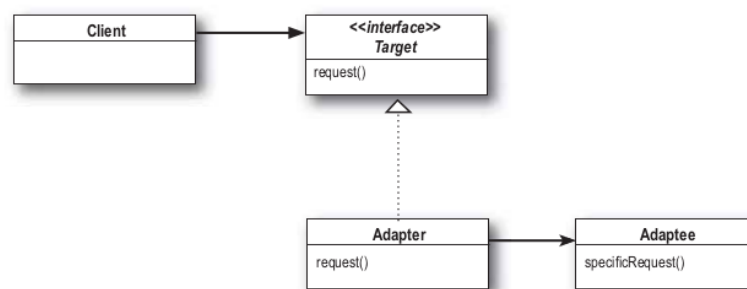 Client
<<interface>>
Target
request()
Adapter
request()
Adaptee
specificRequest()